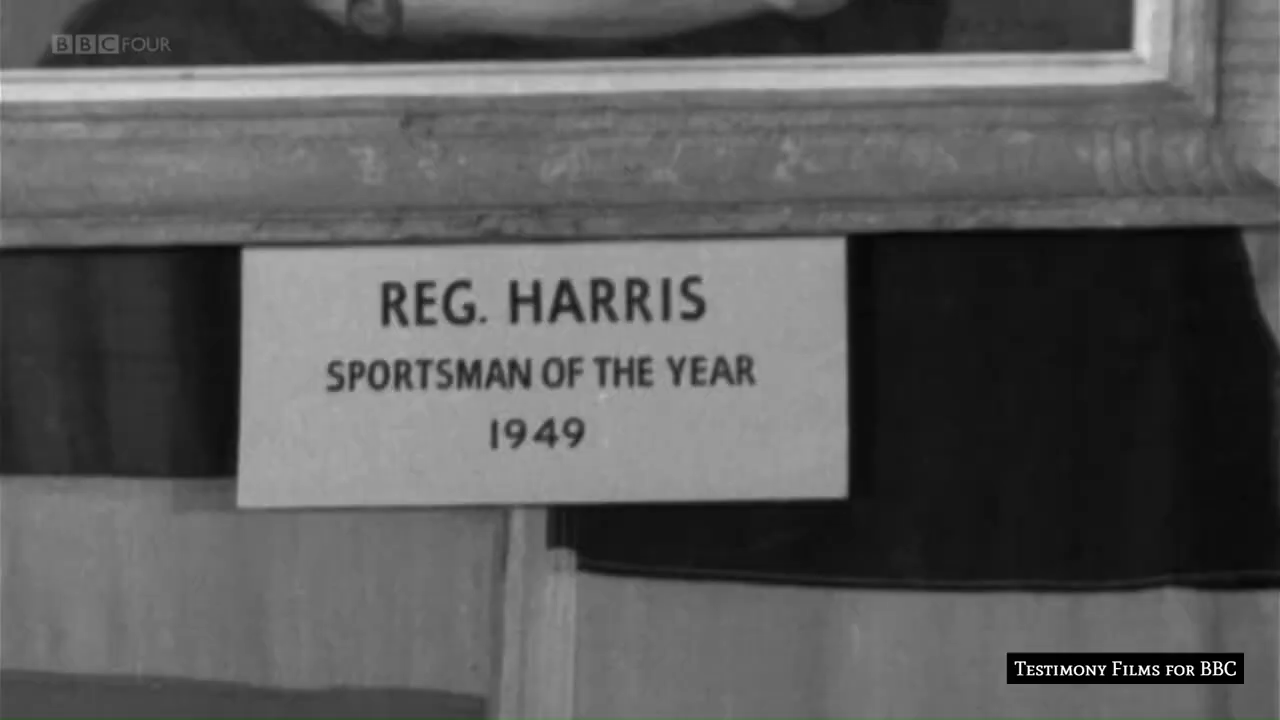 BBC FOUR
REG. HARRIS
SPORTSMAN OF THE YEAR
1949
TESTIMONY FILMS FOR BBC